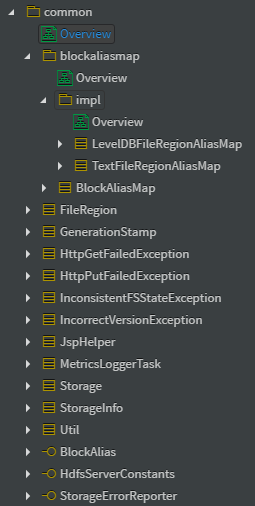 common
Overview
blockaliasmap
Overview
impl
Overview
LevelDBFileRegionAliasMap
TextFileRegionAliasMap
BlockAliasMap
FileRegion
GenerationStamp
HttpGetFailedException
HttpPutFailedException
InconsistentFSStateException
IncorrectVersionException
JspHelper
MetricsLoggerTask
Storage
StorageInfo
Util
BlockAlias
HdfsServerConstants
StorageErrorReporter